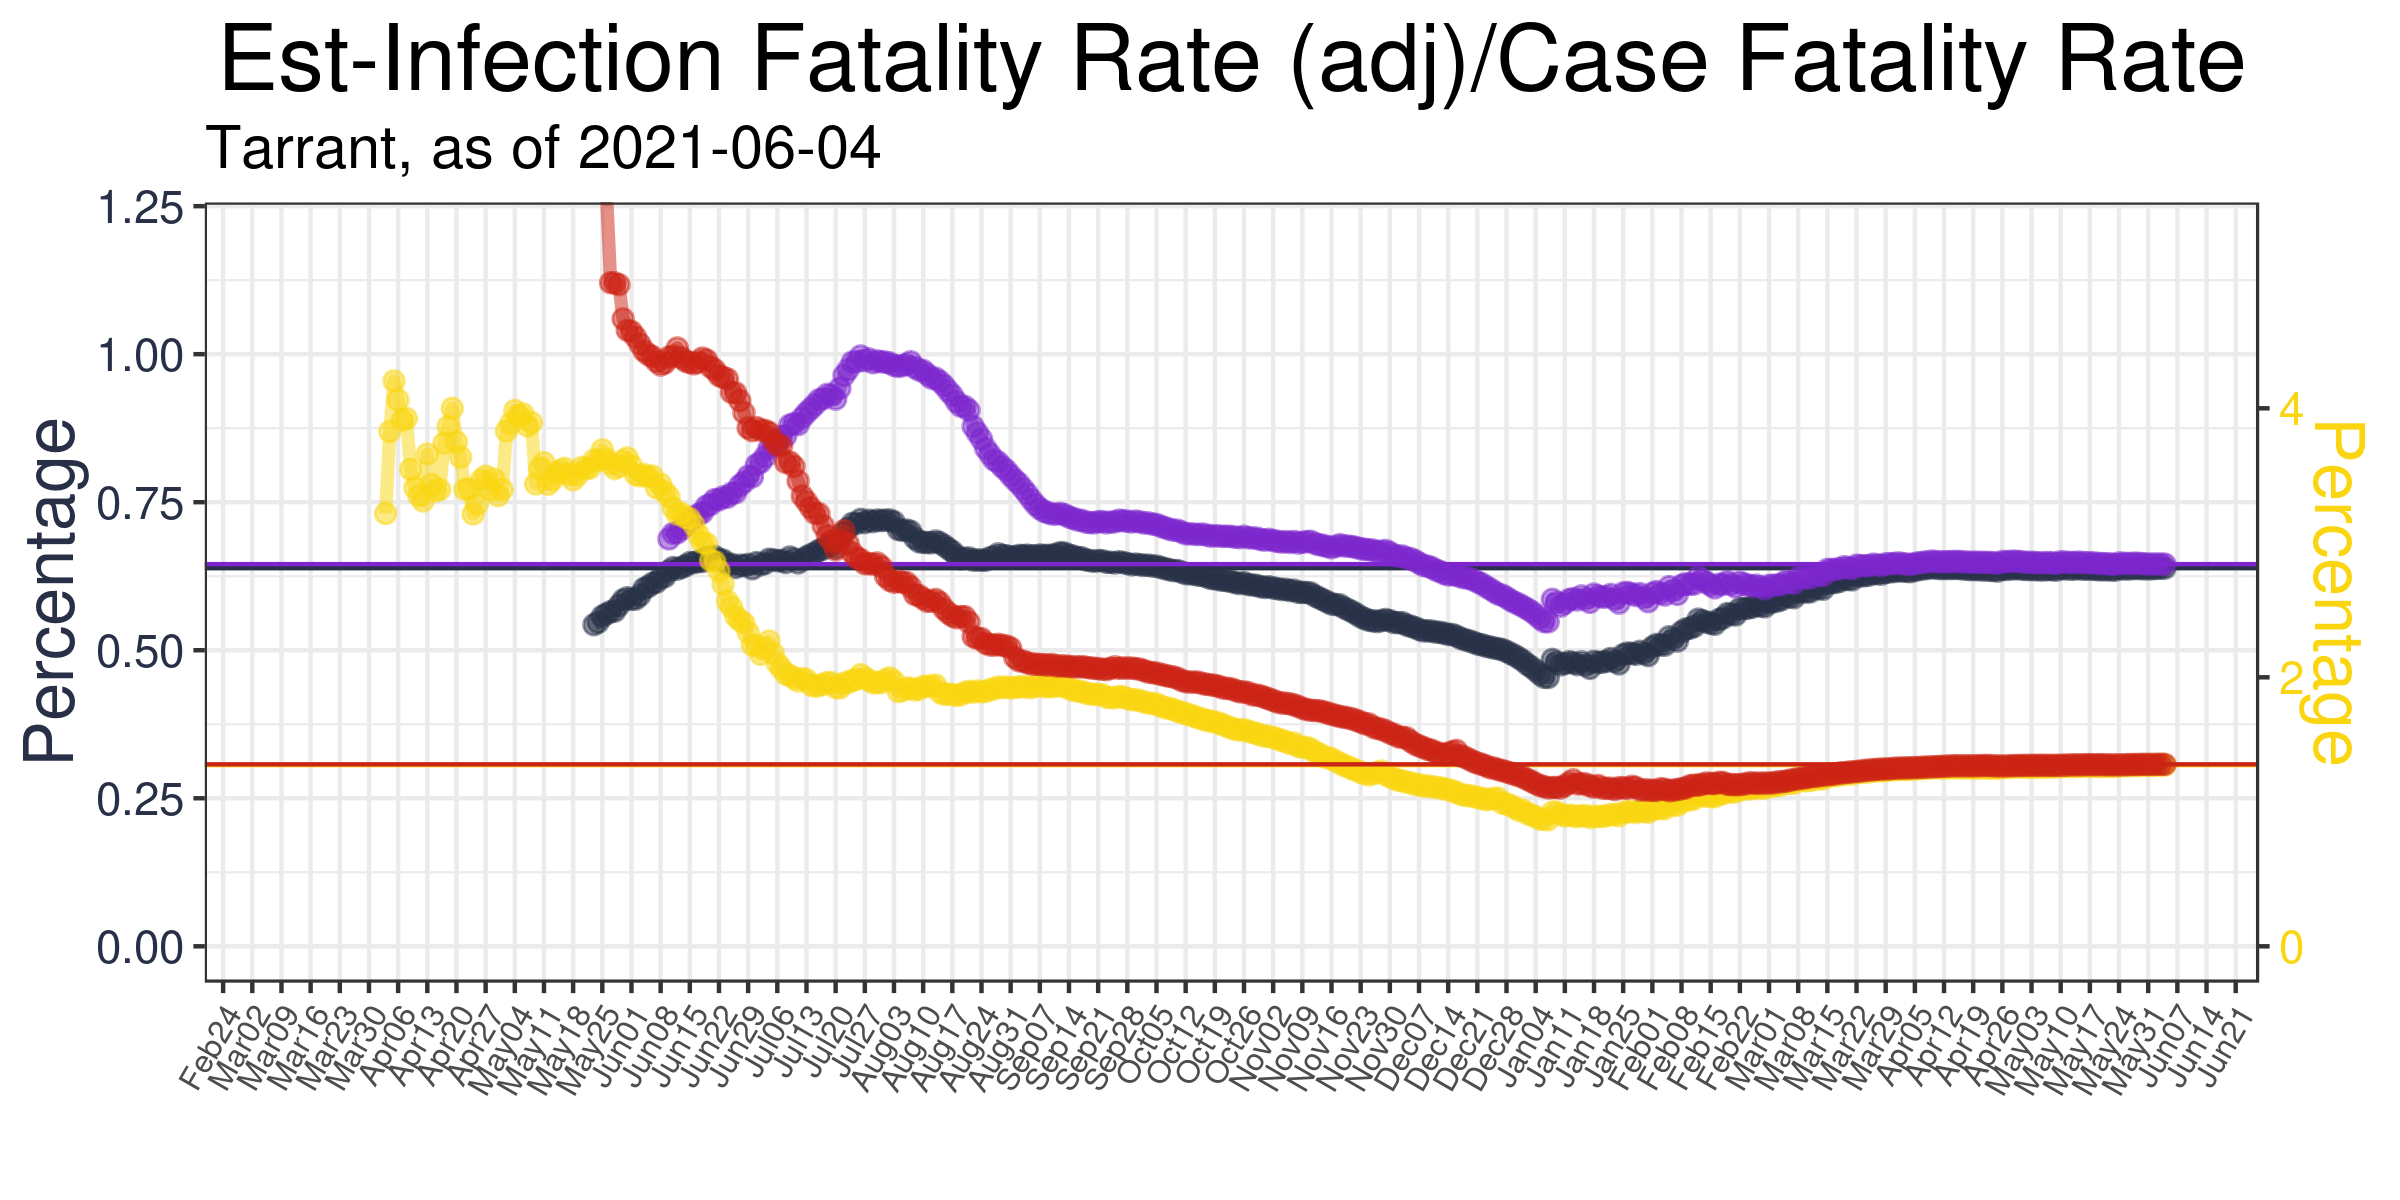 Est-Infection Fatality Rate (adj)/Case Fatality Rate
Tarrant, as of 2021-06-04
Percentage
1.25
1.00
0.75
0.50
0.25
0.00
4
2
0
Percentage
Feb24
Mar02
Mar09
Mar16
Mar23
Mar30
Apr06
Apr13
Apr20
Apr27
May04
May11
May18
May25
Jun01
Jun08
Jun15
Jun22
Jun29
Jul06
Jul13
Jul20
Jul27
Aug03
Aug10
Aug17
Aug24
Aug31
Sep07
Sep14
Sep21
Sep28
Oct05
Oct12
Oct19
Oct26
Nov02
Nov09
Nov16
Nov23
Nov30
Dec07
Dec14
Dec21
Dec28
Jan04
Jan11
Jan18
Jan25
Feb01
Feb08
Feb15
Feb22
Mar01
Mar08
Mar15
Mar22
Mar29
Apr05
Apr12
Apr19
Apr26
May03
May10
May17
May24
May31
Jun07
Jun14
Jun21